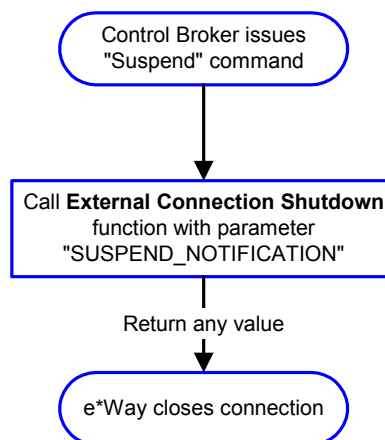 Control Broker issues
"Suspend" command
Call External Connection Shutdown
function with parameter
"SUSPEND_NOTIFICATION"
Return any value
e*Way closes connection